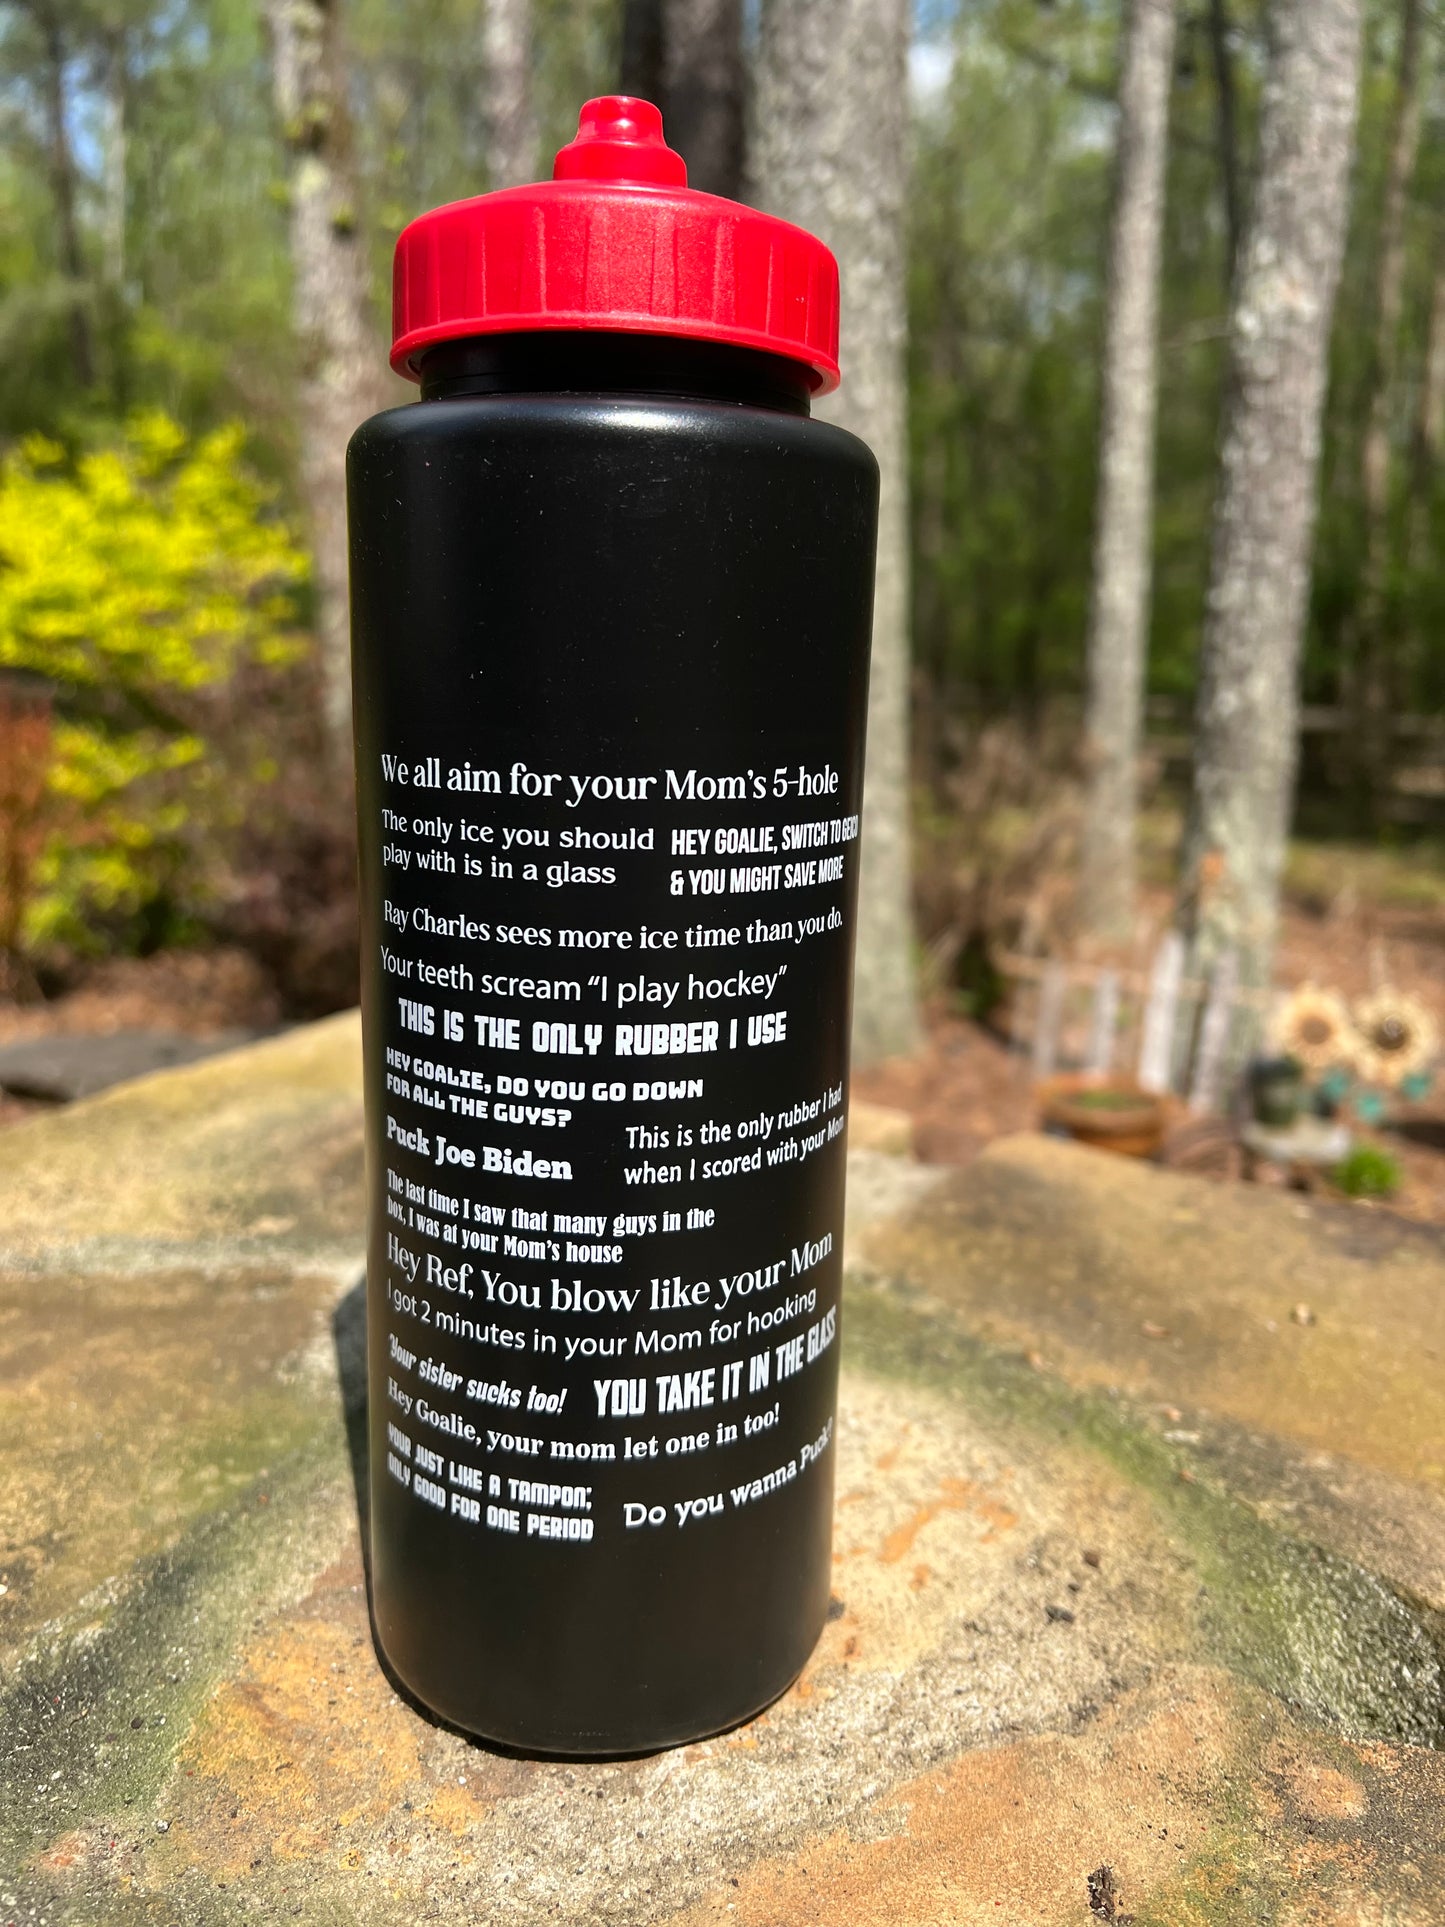 We all aim for your Mom's 5-hole
The only ice you should
play with is in a glass
HEY GOALIE, SWITCH TO GEICO
& YOU MIGHT SAVE MORE
Ray Charles sees more ice time than you do.
Your teeth scream “I play hockey”
THIS IS THE ONLY RUBBER I USE
HEY GOALIE, DO YOU GO DOWN
FOR ALL THE GUYS?
Puck Joe Biden
This is the only rubber I had
when I scored with your Mom
The last time I saw that many guys in the
box, I was at your Mom's house
Hey Ref, You blow like your Mom
I got 2 minutes in your Mom for hooking
Your sister sucks too!
YOU TAKE IT IN THE GLASS
Hey Goalie, your mom let one in too!
YOUR JUST LIKE A TAMPON;
ONLY GOOD FOR ONE PERIOD
Do you wanna Puck?